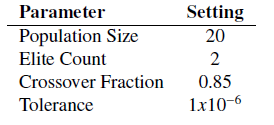 Parameter Setting
Population Size 20
Elite Count 2
Crossover Fraction 0.85
Tolerance 1x10⁻⁶